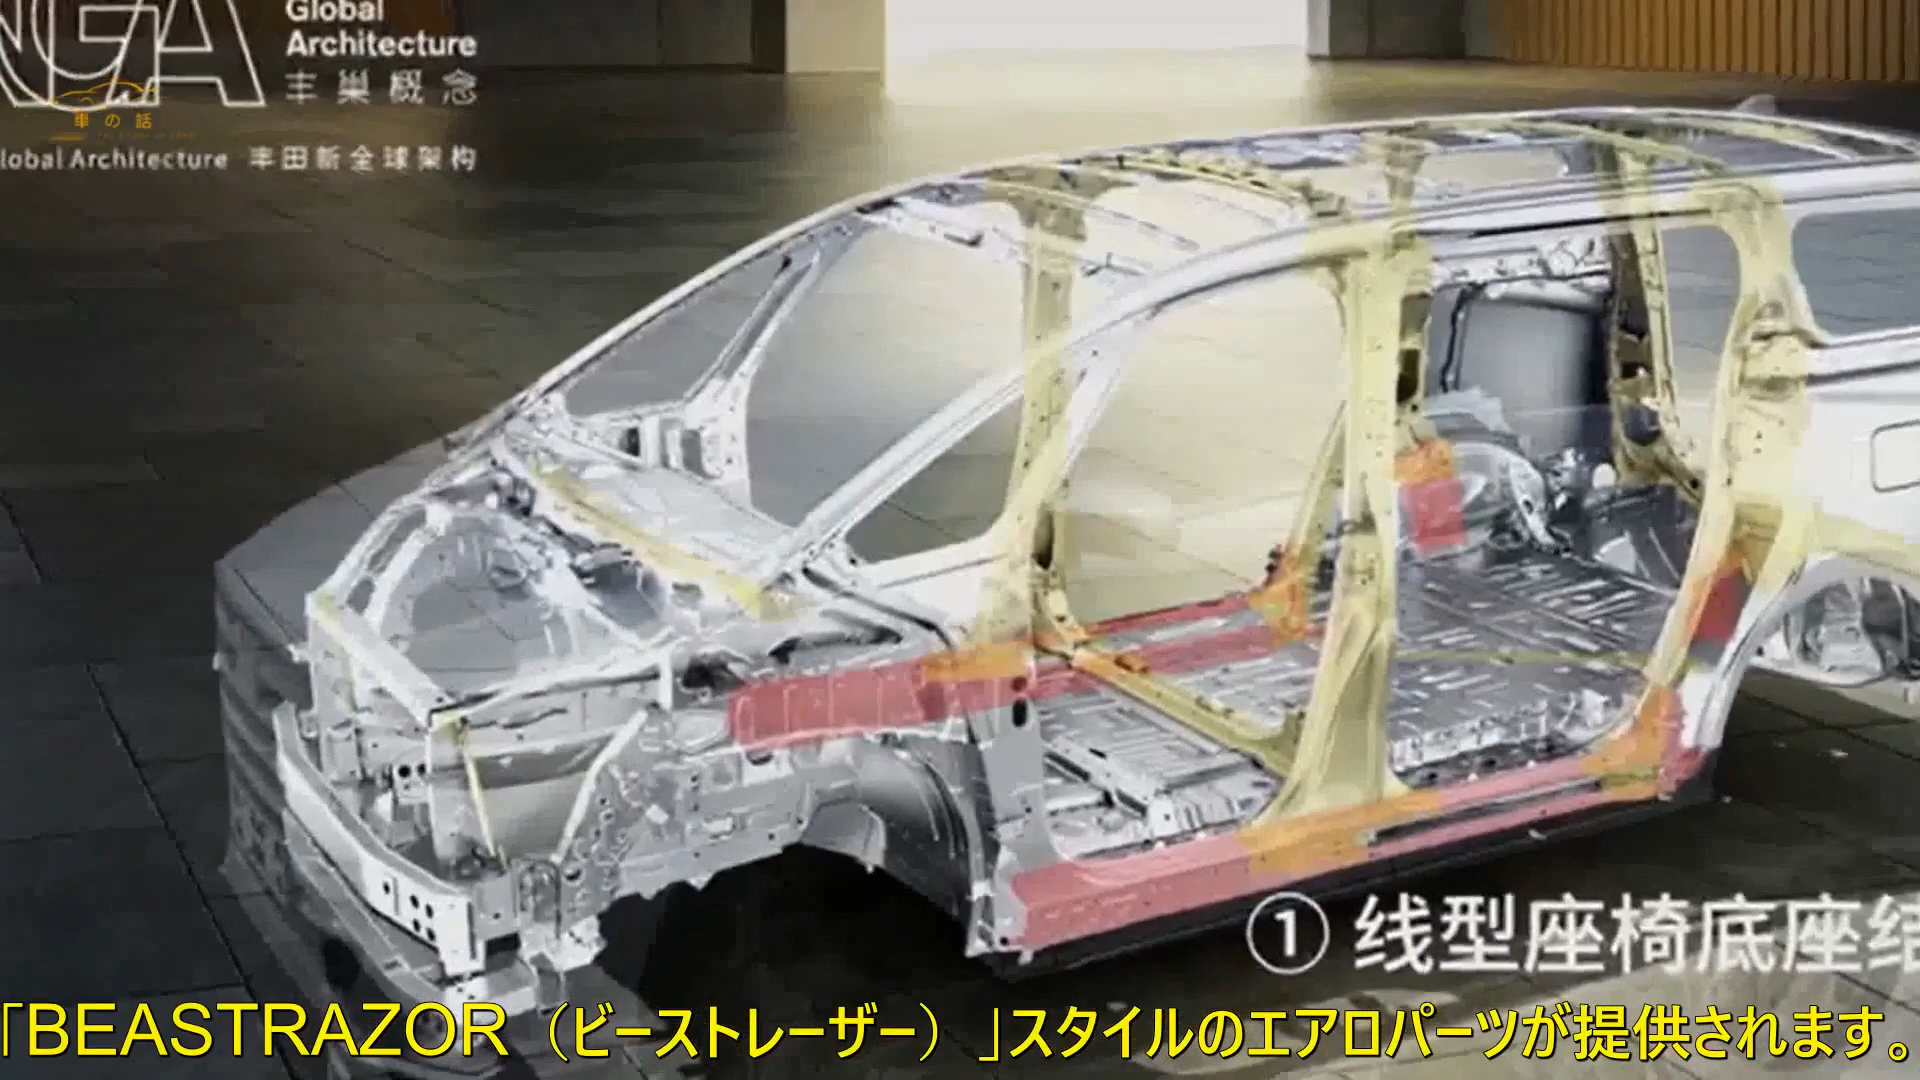 NGA
Global
Architecture
丰巢概念
車の話
lobal Architecture 丰田新全球架构
① 线型座椅底座结
「BEASTRAZOR（ビーストレーザー）」スタイルのエアロパーツが提供されます。